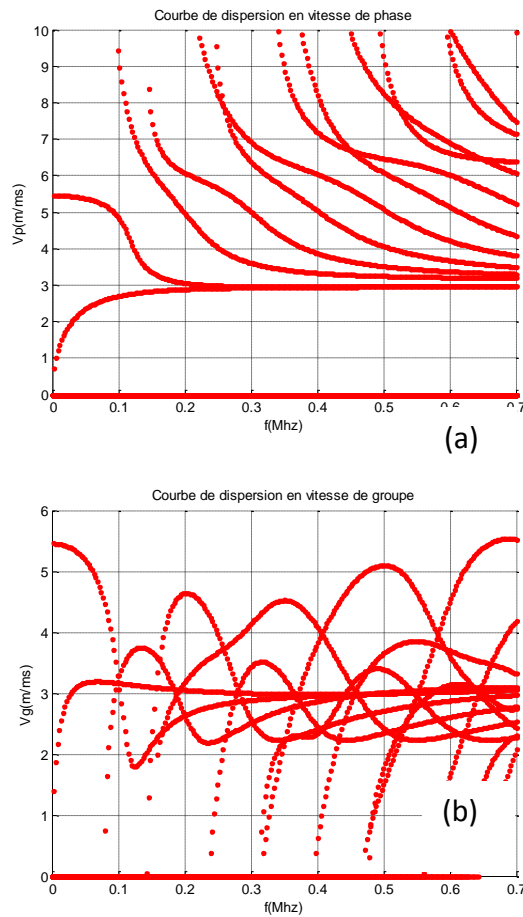 Courbe de dispersion en vitesse de phase
10
9
8
7
6
5
4
3
2
1
0
Vp(m/ms)
0 0.1 0.2 0.3 0.4 0.5 0.6 0.7
f(Mhz)
(a)
Courbe de dispersion en vitesse de groupe
6
5
4
3
2
1
0
Vg(m/ms)
(b)
0 0.1 0.2 0.3 0.4 0.5 0.6 0.7
f(Mhz)